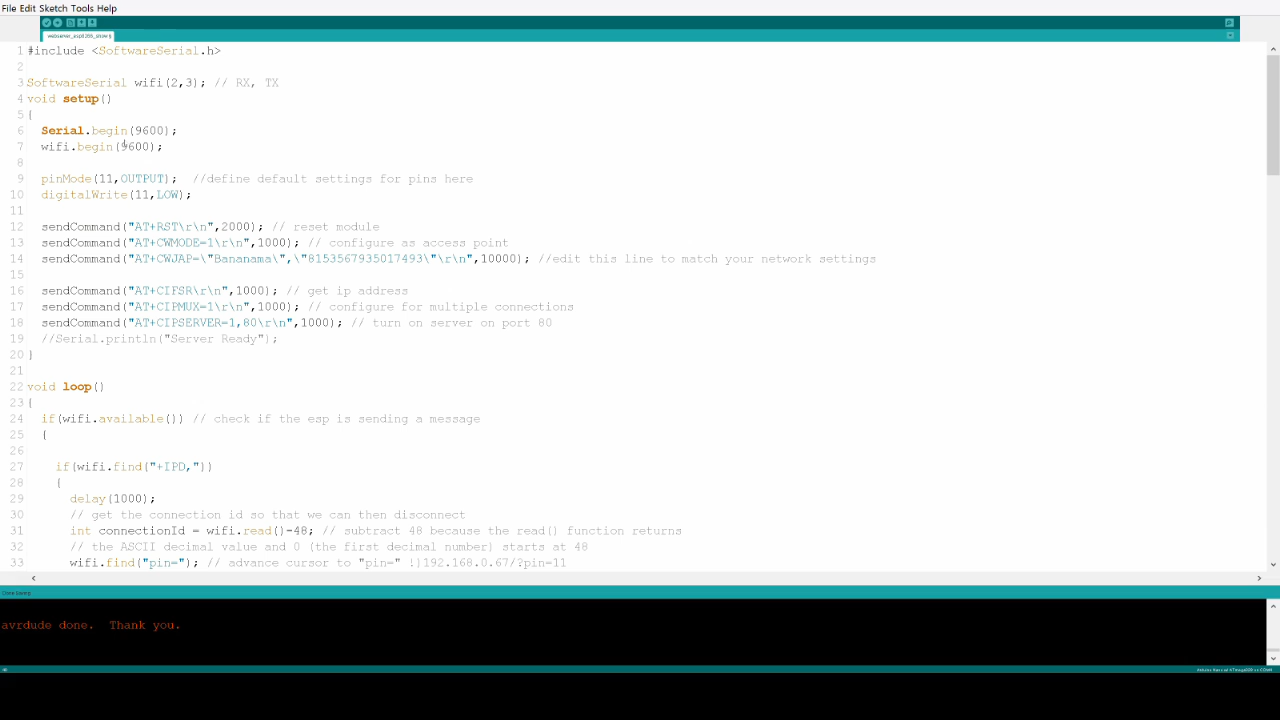 File Edit Sketch Tools Help
1 #include <SoftwareSerial.h>
2
3 SoftwareSerial wifi(2,3); // RX, TX
4 void setup()
5 {
6 Serial.begin(9600);
7 wifi.begin(9600);
8
9 pinMode(11,OUTPUT); //define default settings for pins here
10 digitalWrite(11,LOW);
11
12 sendCommand("AT+RST\r\n",2000); // reset module
13 sendCommand("AT+CWMODE=1\r\n",1000); // configure as access point
14 sendCommand("AT+CWJAP=\"Bananama\",\"8153567935017493\"\r\n",10000); //edit this line to match your network settings
15
16 sendCommand("AT+CIFSR\r\n",1000); // get ip address
17 sendCommand("AT+CIPMUX=1\r\n",1000); // configure for multiple connections
18 sendCommand("AT+CIPSERVER=1,80\r\n",1000); // turn on server on port 80
19 //Serial.println("Server Ready");
20 }
21
22 void loop()
23 {
24 if(wifi.available()) // check if the esp is sending a message
25 {
26
27 if(wifi.find("+IPD,"))
28 {
29 delay(1000);
30 // get the connection id so that we can then disconnect
31 int connectionId = wifi.read()-48; // subtract 48 because the read() function returns
32 // the ASCII decimal value and 0 (the first decimal number) starts at 48
33 wifi.find("pin="); // advance cursor to "pin=" !}192.168.0.67/?pin=11
Done Saving.
avrdude done. Thank you.